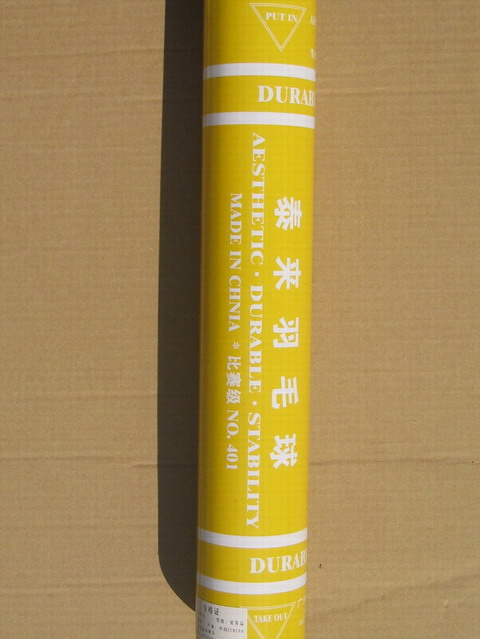 PUT IN
DURAB
泰来羽毛球
AESTHETIC · DURABLE · STABILITY
MADE IN CHNIA * 比赛级 NO. 401
DURAB
TAKE OUT